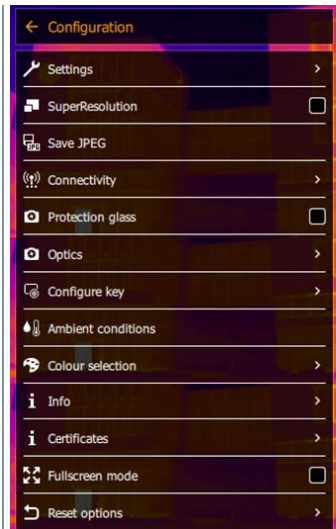 Configuration
Settings
SuperResolution
Save JPEG
Connectivity
Protection glass
Optics
Configure key
Ambient conditions
Colour selection
Info
Certificates
Fullscreen mode
Reset options